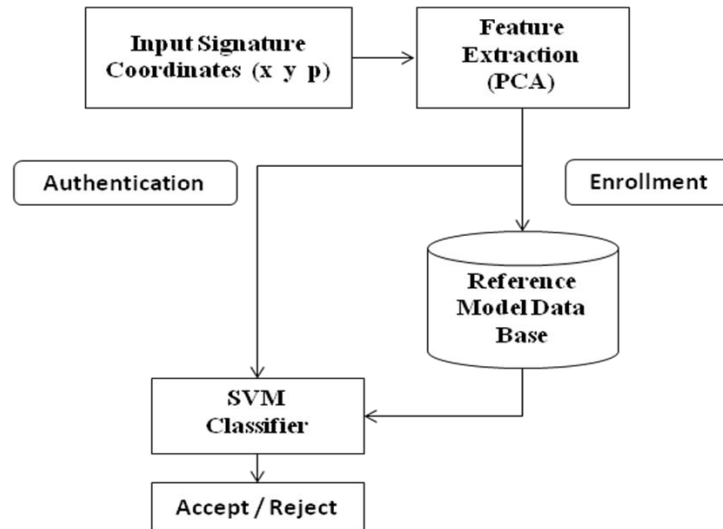 Input Signature
Coordinates (x y p)
Feature
Extraction
(PCA)
Authentication
Enrollment
Reference
Model Data
Base
SVM
Classifier
Accept / Reject